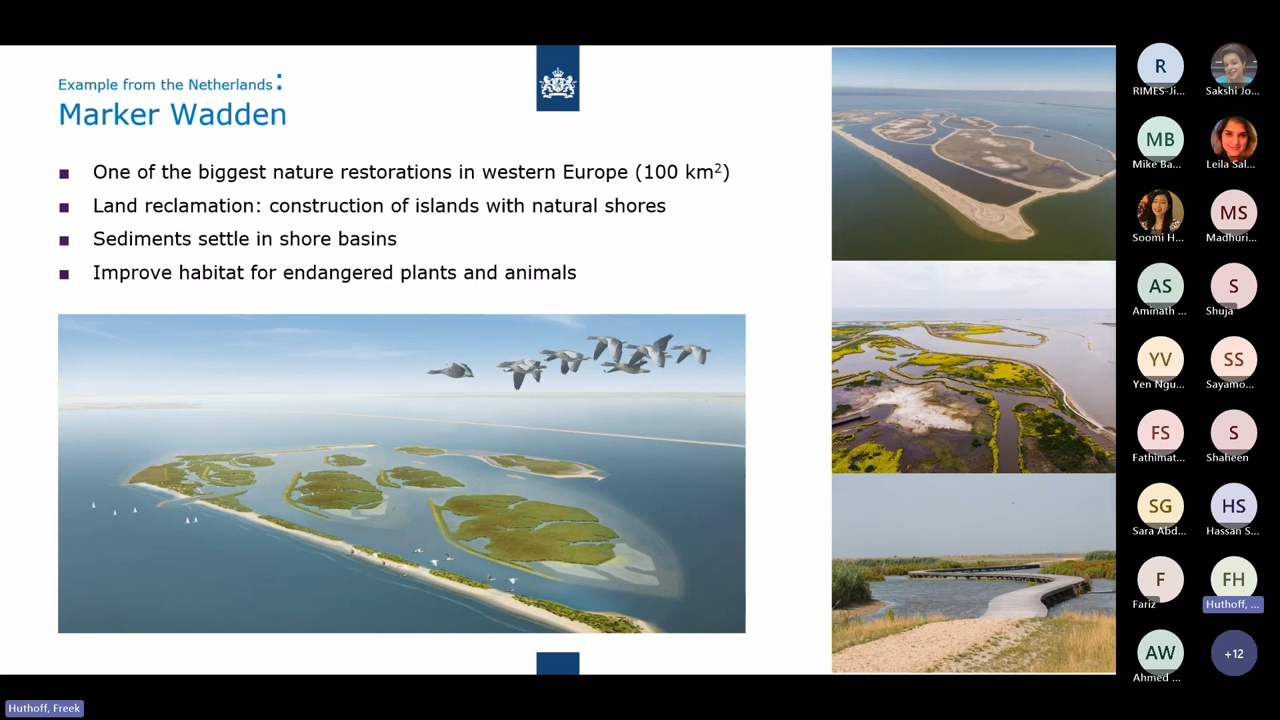 Example from the Netherlands:
Marker Wadden
One of the biggest nature restorations in western Europe (100 km²)
Land reclamation: construction of islands with natural shores
Sediments settle in shore basins
Improve habitat for endangered plants and animals
R
RIMES-Ji...
Sakshi Jo...
MB
Mike Ba...
Leila Sal...
Soomi H...
MS
Madhuri...
AS
Aminath ...
S
Shuja
YV
Yen Ngu...
SS
Sayamo...
FS
Fathimat...
S
Shaheen
SG
Sara Abd...
HS
Hassan S...
F
Fariz
FH
Huthoff, ...
AW
Ahmed ...
+12
Huthoff, Freek